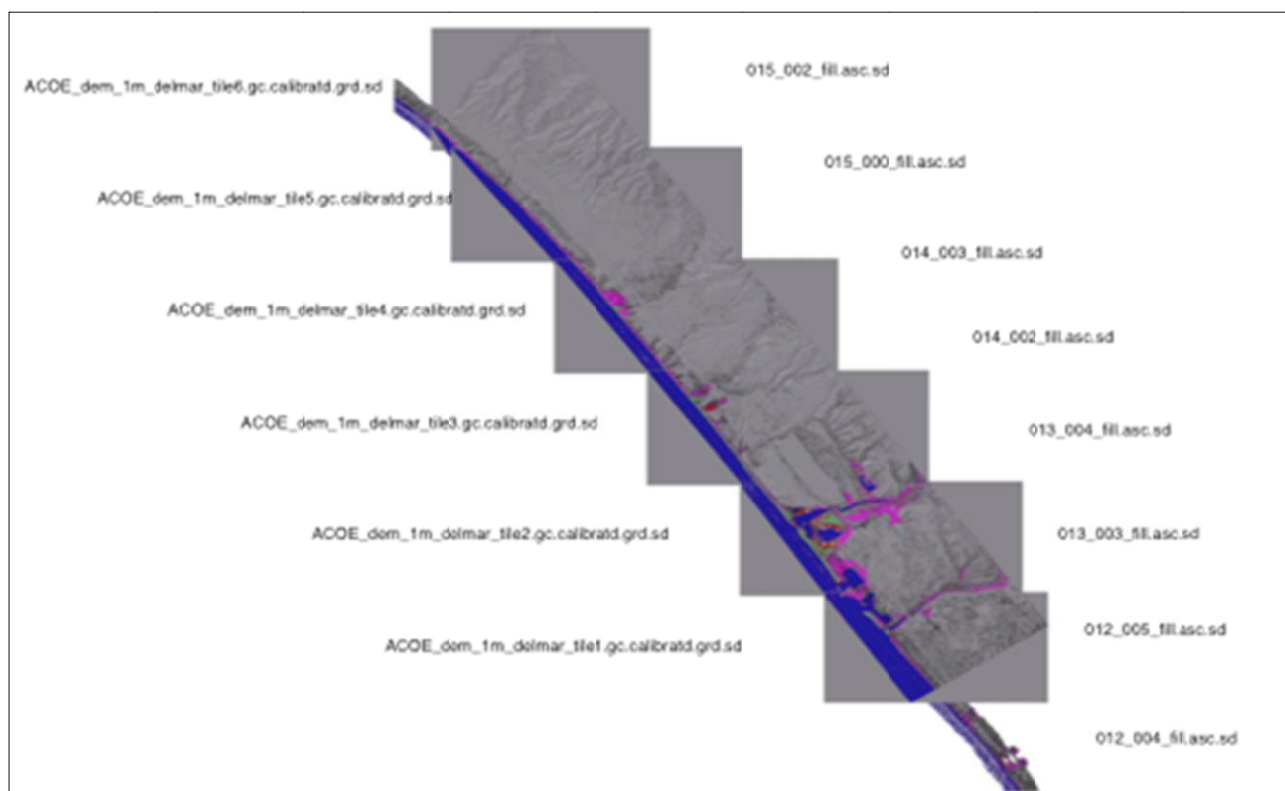 015_002_fill.asc.sd
ACOE_dem_1m_delmar_tile6.gc.calibratd.grd.sd
015_000_fill.asc.sd
ACOE_dem_1m_delmar_tile5.gc.calibratd.grd.sd
014_003_fill.asc.sd
ACOE_dem_1m_delmar_tile4.gc.calibratd.grd.sd
014_002_fill.asc.sd
ACOE_dem_1m_delmar_tile3.gc.calibratd.grd.sd
013_004_fill.asc.sd
ACOE_dem_1m_delmar_tile2.gc.calibratd.grd.sd
013_003_fill.asc.sd
012_005_fill.asc.sd
ACOE_dem_1m_delmar_tile1.gc.calibratd.grd.sd
012_004_fill.asc.sd